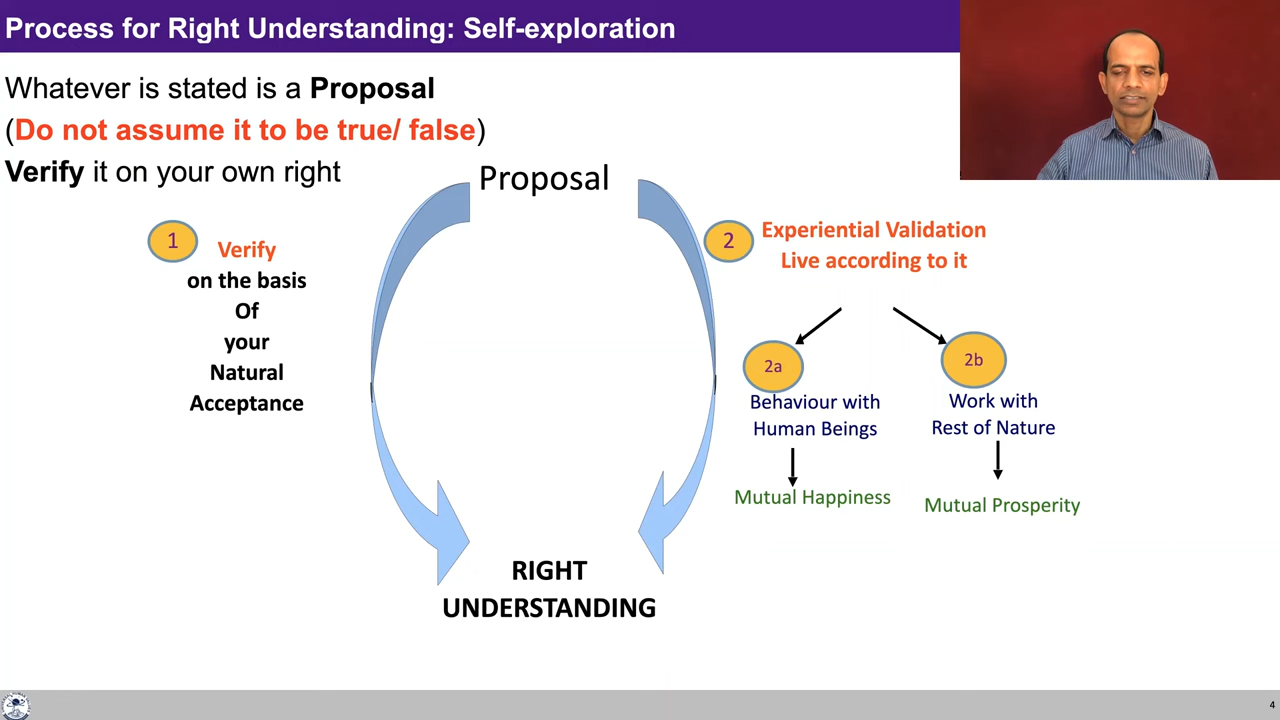 Process for Right Understanding: Self-exploration
Whatever is stated is a Proposal
(Do not assume it to be true/ false)
Verify it on your own right
Proposal
1
Verify
on the basis
Of
your
Natural
Acceptance
2
Experiential Validation
Live according to it
2a
Behaviour with
Human Beings
Mutual Happiness
2b
Work with
Rest of Nature
Mutual Prosperity
RIGHT
UNDERSTANDING
4